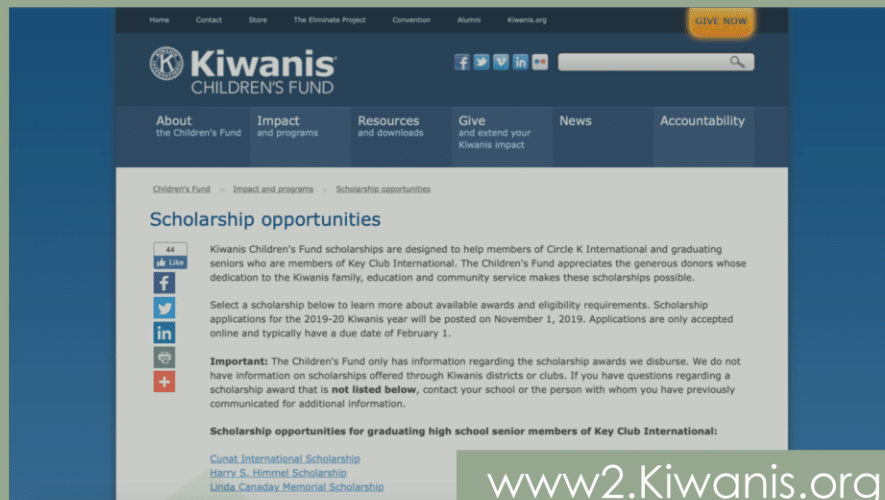 Home Contact Store The Eliminate Project Convention Alumni Kiwanis.org GIVE NOW
Kiwanis
CHILDREN'S FUND
About Impact Resources Give News Accountability
the Children's Fund and programs and downloads and extend your
Kiwanis impact
Children's Fund » Impact and programs » Scholarship opportunities
Scholarship opportunities
44
Like
Kiwanis Children's Fund scholarships are designed to help members of Circle K International and graduating
seniors who are members of Key Club International. The Children's Fund appreciates the generous donors whose
dedication to the Kiwanis family, education and community service makes these scholarships possible.
Select a scholarship below to learn more about available awards and eligibility requirements. Scholarship
applications for the 2019-20 Kiwanis year will be posted on November 1, 2019. Applications are only accepted
online and typically have a due date of February 1.
Important: The Children's Fund only has information regarding the scholarship awards we disburse. We do not
have information on scholarships offered through Kiwanis districts or clubs. If you have questions regarding a
scholarship award that is not listed below, contact your school or the person with whom you have previously
communicated for additional information.
Scholarship opportunities for graduating high school senior members of Key Club International:
Cunat International Scholarship
Harry S. Himmel Scholarship
Linda Canaday Memorial Scholarship
www2.Kiwanis.org